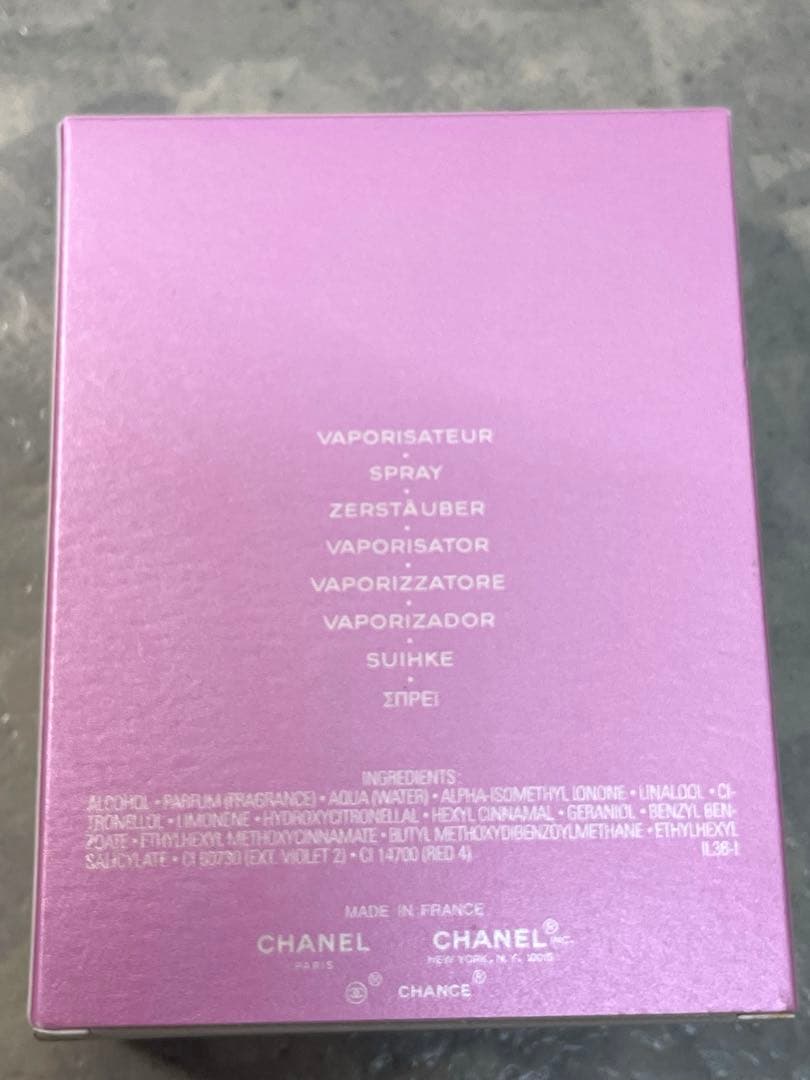 VAPORISATEUR
•
SPRAY
•
ZERSTÄUBER
•
VAPORISATOR
•
VAPORIZZATORE
•
VAPORIZADOR
•
SUIHKE
•
ΣΠΡΕΪ
INGREDIENTS:
ALCOHOL • PARFUM (FRAGRANCE) • AQUA (WATER) • ALPHA-ISOMETHYL IONONE • LINALOOL • CI-
TRONELLOL • LIMONENE • HYDROXYCITRONELLAL • HEXYL CINNAMAL • GERANIOL • BENZYL BEN-
ZOATE • ETHYLHEXYL METHOXYCINNAMATE • BUTYL METHOXYDIBENZOYLMETHANE • ETHYLHEXYL
SALICYLATE • CI 60730 (EXT. VIOLET 2) • CI 14700 (RED 4) IL36-I
MADE IN FRANCE
CHANEL CHANEL® INC.
PARIS NEW YORK, N. Y. 10015
® CHANCE®